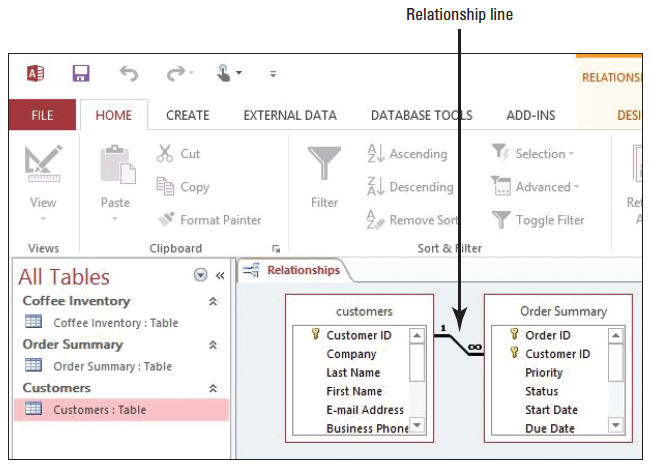 Relationship line
RELATIONS
FILE HOME CREATE EXTERNAL DATA DATABASE TOOLS ADD-INS DESI
View
Paste
Cut
Copy
Format Painter
Filter
Ascending
Descending
Remove Sort
Selection
Advanced
Toggle Filter
Re
A
Views
Clipboard
Sort & Filter
All Tables
Coffee Inventory
Coffee Inventory : Table
Order Summary
Order Summary : Table
Customers
Customers : Table
Relationships
customers
Customer ID
Company
Last Name
First Name
E-mail Address
Business Phone
1 ∞
Order Summary
Order ID
Customer ID
Priority
Status
Start Date
Due Date